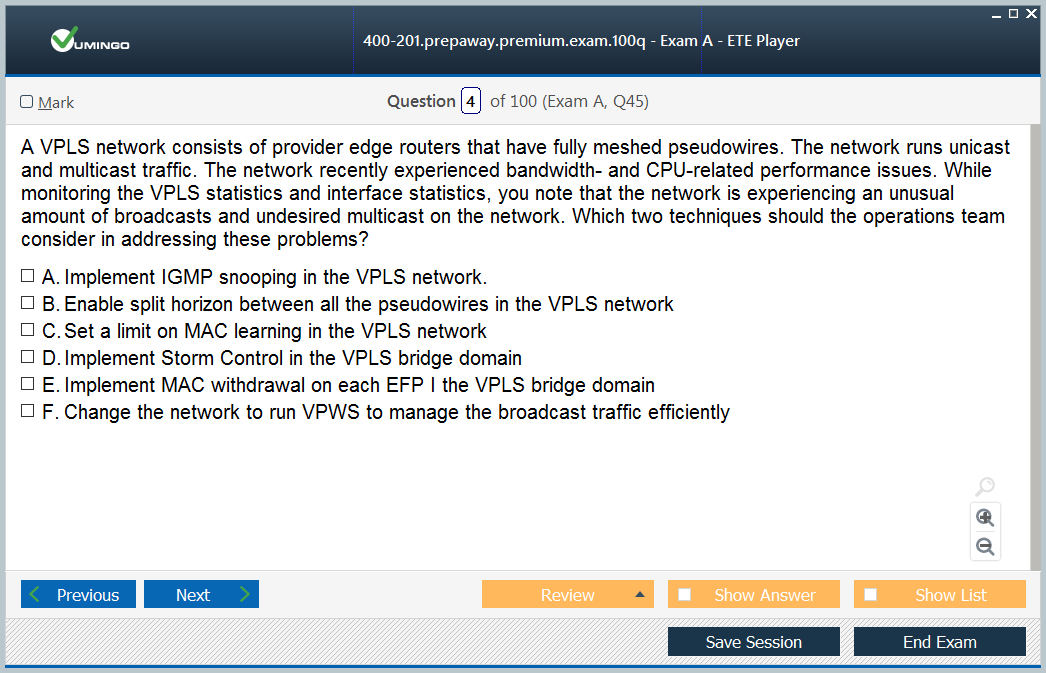 VUMINGO
400-201.prepaway.premium.exam.100q - Exam A - ETE Player
Mark
Question 4 of 100 (Exam A, Q45)
A VPLS network consists of provider edge routers that have fully meshed pseudowires. The network runs unicast
and multicast traffic. The network recently experienced bandwidth- and CPU-related performance issues. While
monitoring the VPLS statistics and interface statistics, you note that the network is experiencing an unusual
amount of broadcasts and undesired multicast on the network. Which two techniques should the operations team
consider in addressing these problems?
A. Implement IGMP snooping in the VPLS network.
B. Enable split horizon between all the pseudowires in the VPLS network
C. Set a limit on MAC learning in the VPLS network
D. Implement Storm Control in the VPLS bridge domain
E. Implement MAC withdrawal on each EFP I the VPLS bridge domain
F. Change the network to run VPWS to manage the broadcast traffic efficiently
Previous
Next
Review
Show Answer
Show List
Save Session
End Exam